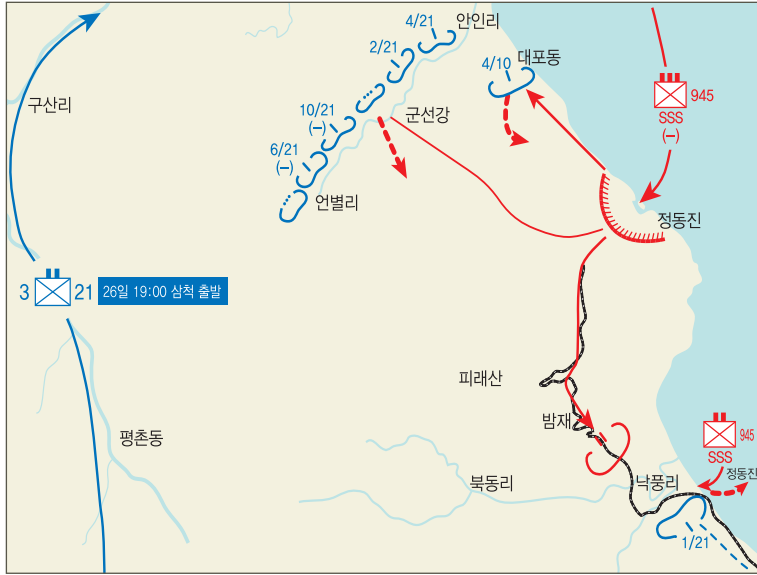 4/21
안인리
2/21
대포동
4/10
945
SSS
(–)
구산리
10/21
(–)
군선강
6/21
(–)
언별리
정동진
3
21
26일 19:00 삼척 출발
피래산
밤재
평촌동
945
SSS
정동진
북동리
낙풍리
1/21